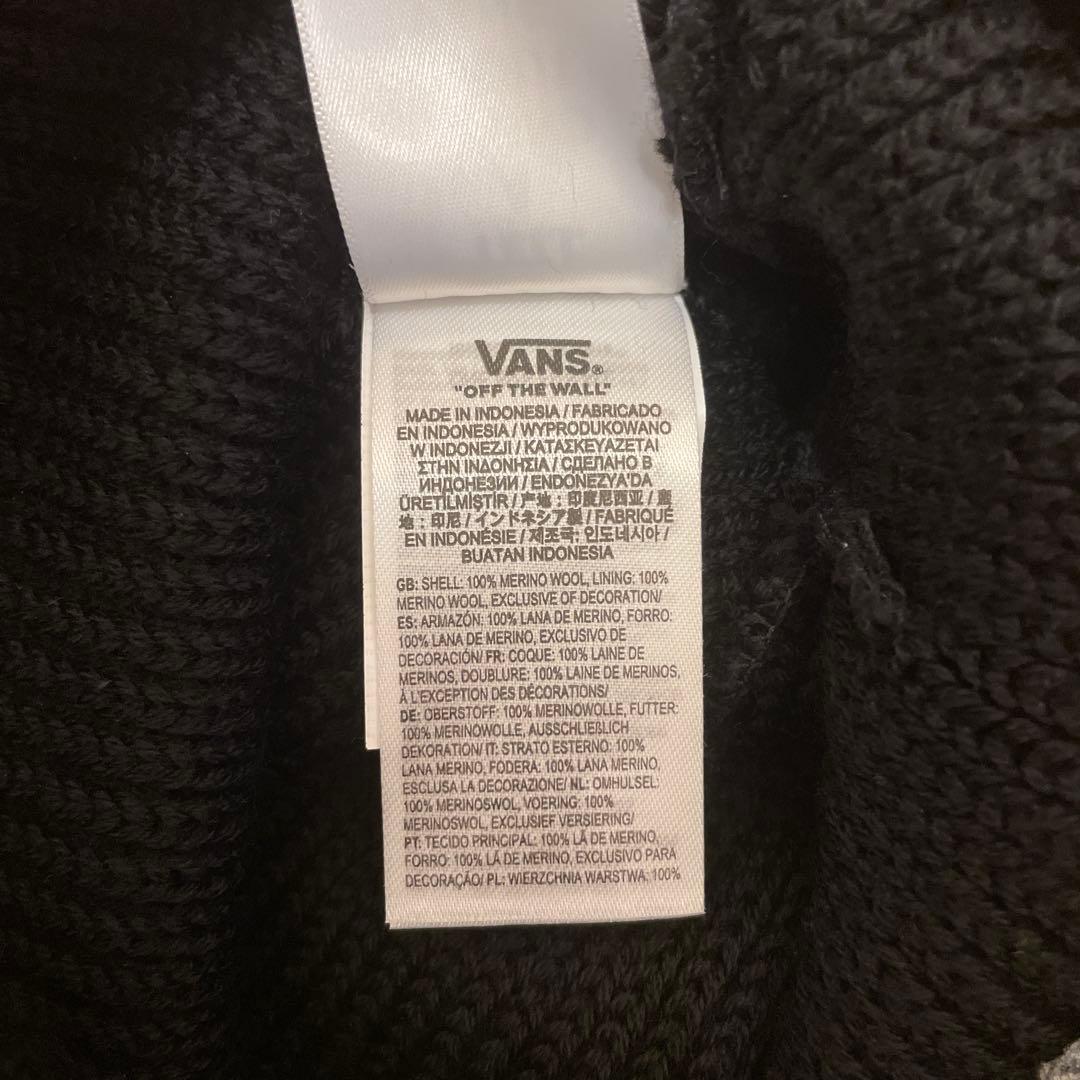 VANS®
"OFF THE WALL"
MADE IN INDONESIA / FABRICADO
EN INDONESIA / WYPRODUKOWANO
W INDONEZJI / ΚΑΤΑΣΚΕΥΑΖΕΤΑΙ
ΣΤΗΝ ΙΝΔΟΝΗΣΙΑ / СДЕЛАНО В
ИНДОНЕЗИИ / ENDONEZYA'DA
ÜRETİLMİŞTİR / 产地：印度尼西亚 / 產
地：印尼 / インドネシア製 / FABRIQUÉ
EN INDONÉSIE / 제조국: 인도네시아 /
BUATAN INDONESIA
GB: SHELL: 100% MERINO WOOL, LINING: 100%
MERINO WOOL, EXCLUSIVE OF DECORATION/
ES: ARMAZÓN: 100% LANA DE MERINO, FORRO:
100% LANA DE MERINO, EXCLUSIVO DE
DECORACIÓN/ FR: COQUE: 100% LAINE DE
MERINOS, DOUBLURE: 100% LAINE DE MERINOS,
À L'EXCEPTION DES DÉCORATIONS/
DE: OBERSTOFF: 100% MERINOWOLLE, FUTTER:
100% MERINOWOLLE, AUSSCHLIEßLICH
DEKORATION/ IT: STRATO ESTERNO: 100%
LANA MERINO, FODERA: 100% LANA MERINO,
ESCLUSA LA DECORAZIONE/ NL: OMHULSEL:
100% MERINOSWOL, VOERING: 100%
MERINOSWOL, EXCLUSIEF VERSIERING/
PT: TECIDO PRINCIPAL: 100% LÃ DE MERINO,
FORRO: 100% LÃ DE MERINO, EXCLUSIVO PARA
DECORAÇÃO/ PL: WIERZCHNIA WARSTWA: 100%